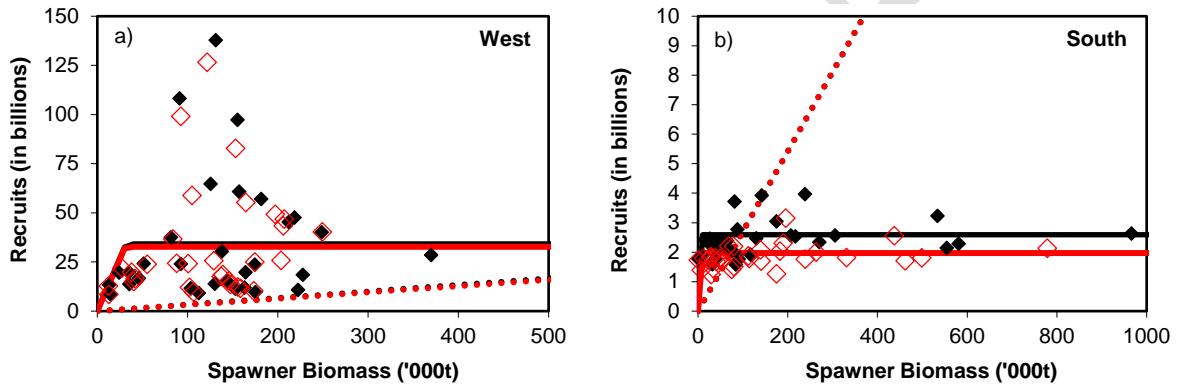 a)
West
Recruits (in billions)
150
125
100
75
50
25
0
0 100 200 300 400 500
Spawner Biomass ('000t)
b)
South
Recruits (in billions)
10
9
8
7
6
5
4
3
2
1
0
0 200 400 600 800 1000
Spawner Biomass ('000t)